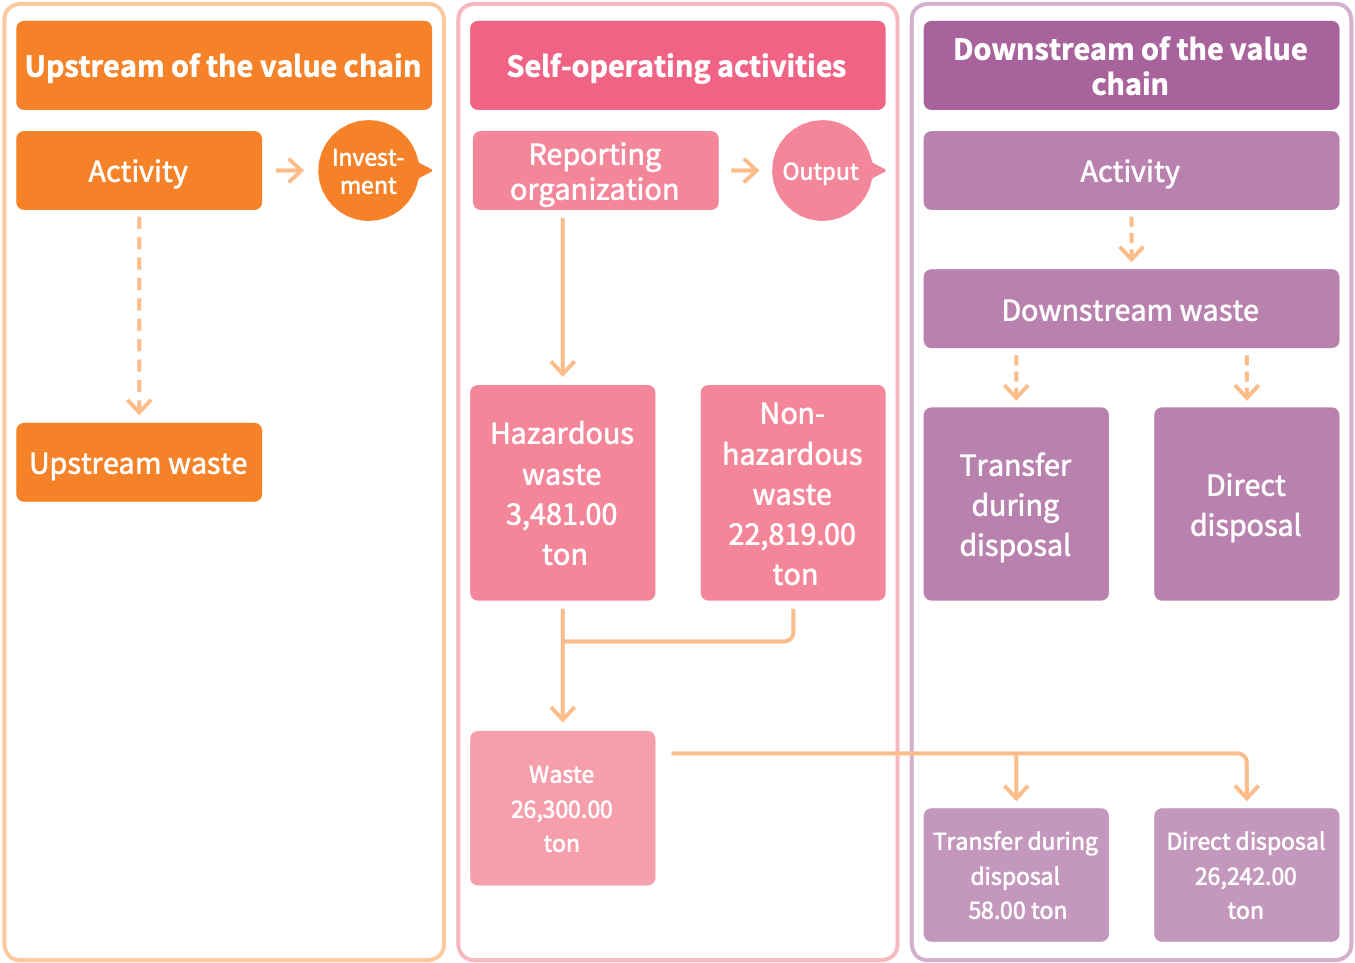 Upstream of the value chain
Activity
Invest-
ment
Upstream waste
Self-operating activities
Reporting
organization
Output
Hazardous
waste
3,481.00
ton
Non-
hazardous
waste
22,819.00
ton
Waste
26,300.00
ton
Downstream of the value
chain
Activity
Downstream waste
Transfer
during
disposal
Direct
disposal
Transfer during
disposal
58.00 ton
Direct disposal
26,242.00
ton